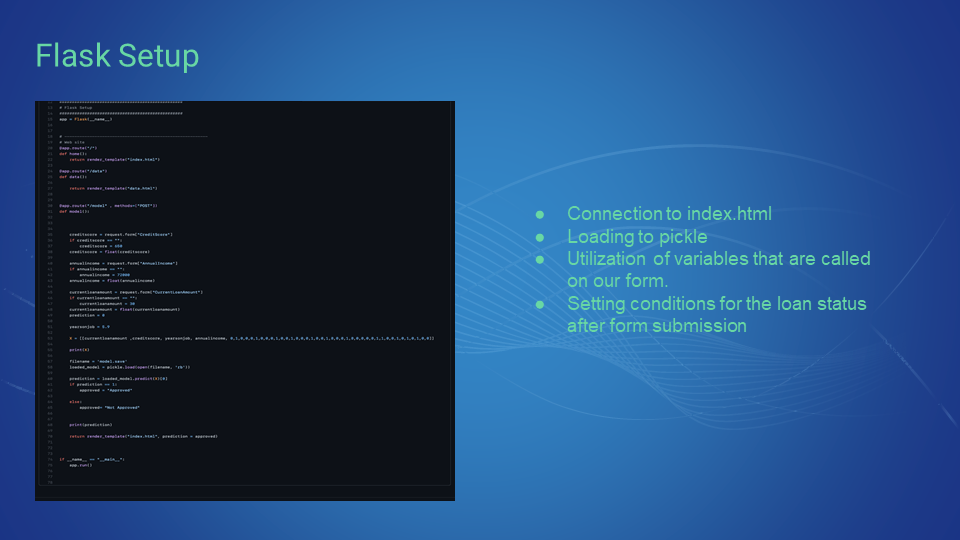 Flask Setup
# Flask Setup
app = Flask(__name__)
# Web site
@app.route("/")
def home():
return render_template("index.html")
@app.route("/data")
def data():
return render_template("data.html")
@app.route("/model" , methods=["POST"])
def model():
creditscore = request.form["CreditScore"]
if creditscore == "":
creditscore = 650
creditscore = float(creditscore)
annualincome = request.form["AnnualIncome"]
if annualincome == "":
annualincome = 72000
annualincome = float(annualincome)
currentloanamount = request.form["CurrentLoanAmount"]
if currentloanamount == "":
currentloanamount = 30
currentloanamount = float(currentloanamount)
prediction = 0
yearsonjob = 5.9
X = [[currentloanamount ,creditscore, yearsonjob, annualincome,
print(X)
filename = 'model.save'
loaded_model = pickle.load(open(filename, 'rb'))
prediction = loaded_model.predict(X)[0]
if prediction == 1:
approved = "Approved"
else:
approved= "Not Approved"
print(prediction)
return render_template("index.html", prediction = approved)
if __name__ == "__main__":
app.run()
● Connection to index.html
● Loading to pickle
● Utilization of variables that are called
on our form.
● Setting conditions for the loan status
after form submission